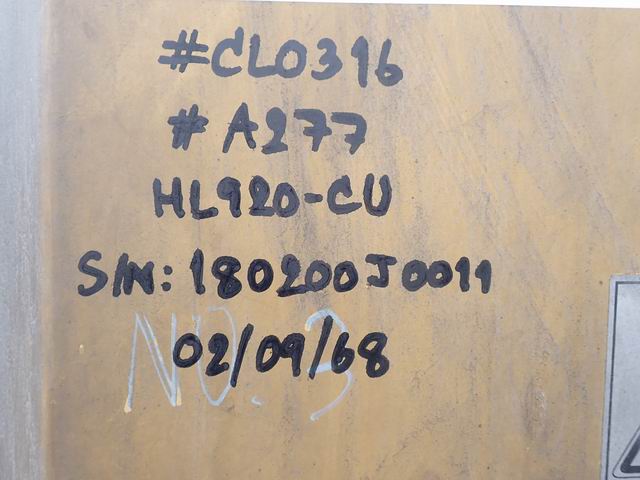 #CL0316
# A277
HL920-CU
S/N: 180200J0011
02/09/68
NO. 3